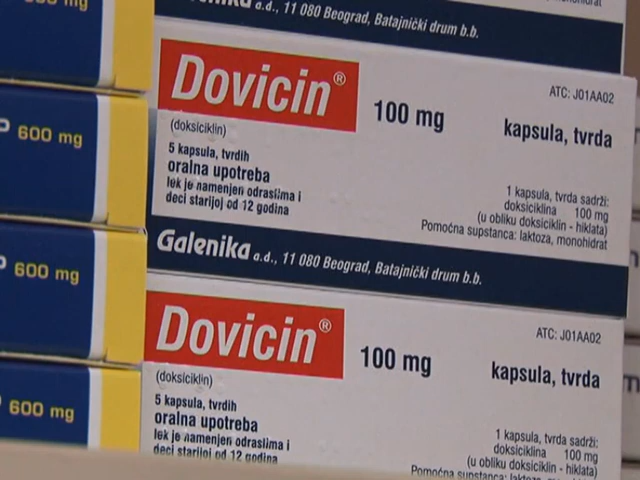 600 mg
a.d., 11 080 Beograd, Batajnički drum b.b.
Dovicin®
100 mg
ATC: J01AA02
kapsula, tvrda
(doksiciklin)
5 kapsula, tvrdih
oralna upotreba
lek je namenjen odraslima i
deci starijoj od 12 godina
1 kapsula, tvrda sadrži:
doksiciklina 100 mg
(u obliku doksiciklin - hiklata)
Pomoćna supstanca: laktoza, monohidrat
600 mg
Galenika a.d., 11 080 Beograd, Batajnički drum b.b.
600 mg
Dovicin®
100 mg
ATC: J01AA02
kapsula, tvrda
(doksiciklin)
5 kapsula, tvrdih
oralna upotreba
lek je namenjen odraslima i
deci starijoj od 12 godina
1 kapsula, tvrda sadrži:
doksiciklina 100 mg
(u obliku doksiciklin - hiklata)
Pomoćna supstanca: laktoza, monohidrat
600 mg